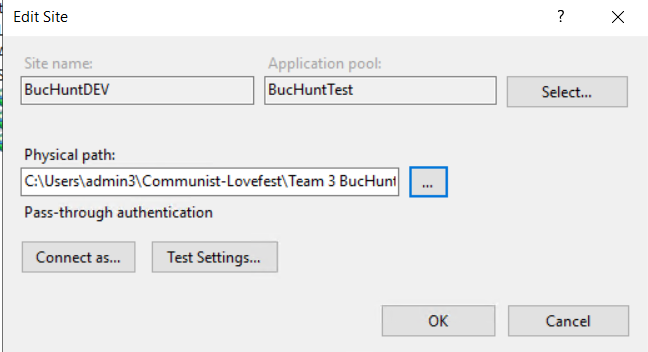 Edit Site
Site name:
Application pool:
BucHuntDEV
BucHuntTest
Select...
Physical path:
C:\Users\admin3\Communist-Lovefest\Team 3 BucHunt
...
Pass-through authentication
Connect as...
Test Settings...
OK
Cancel